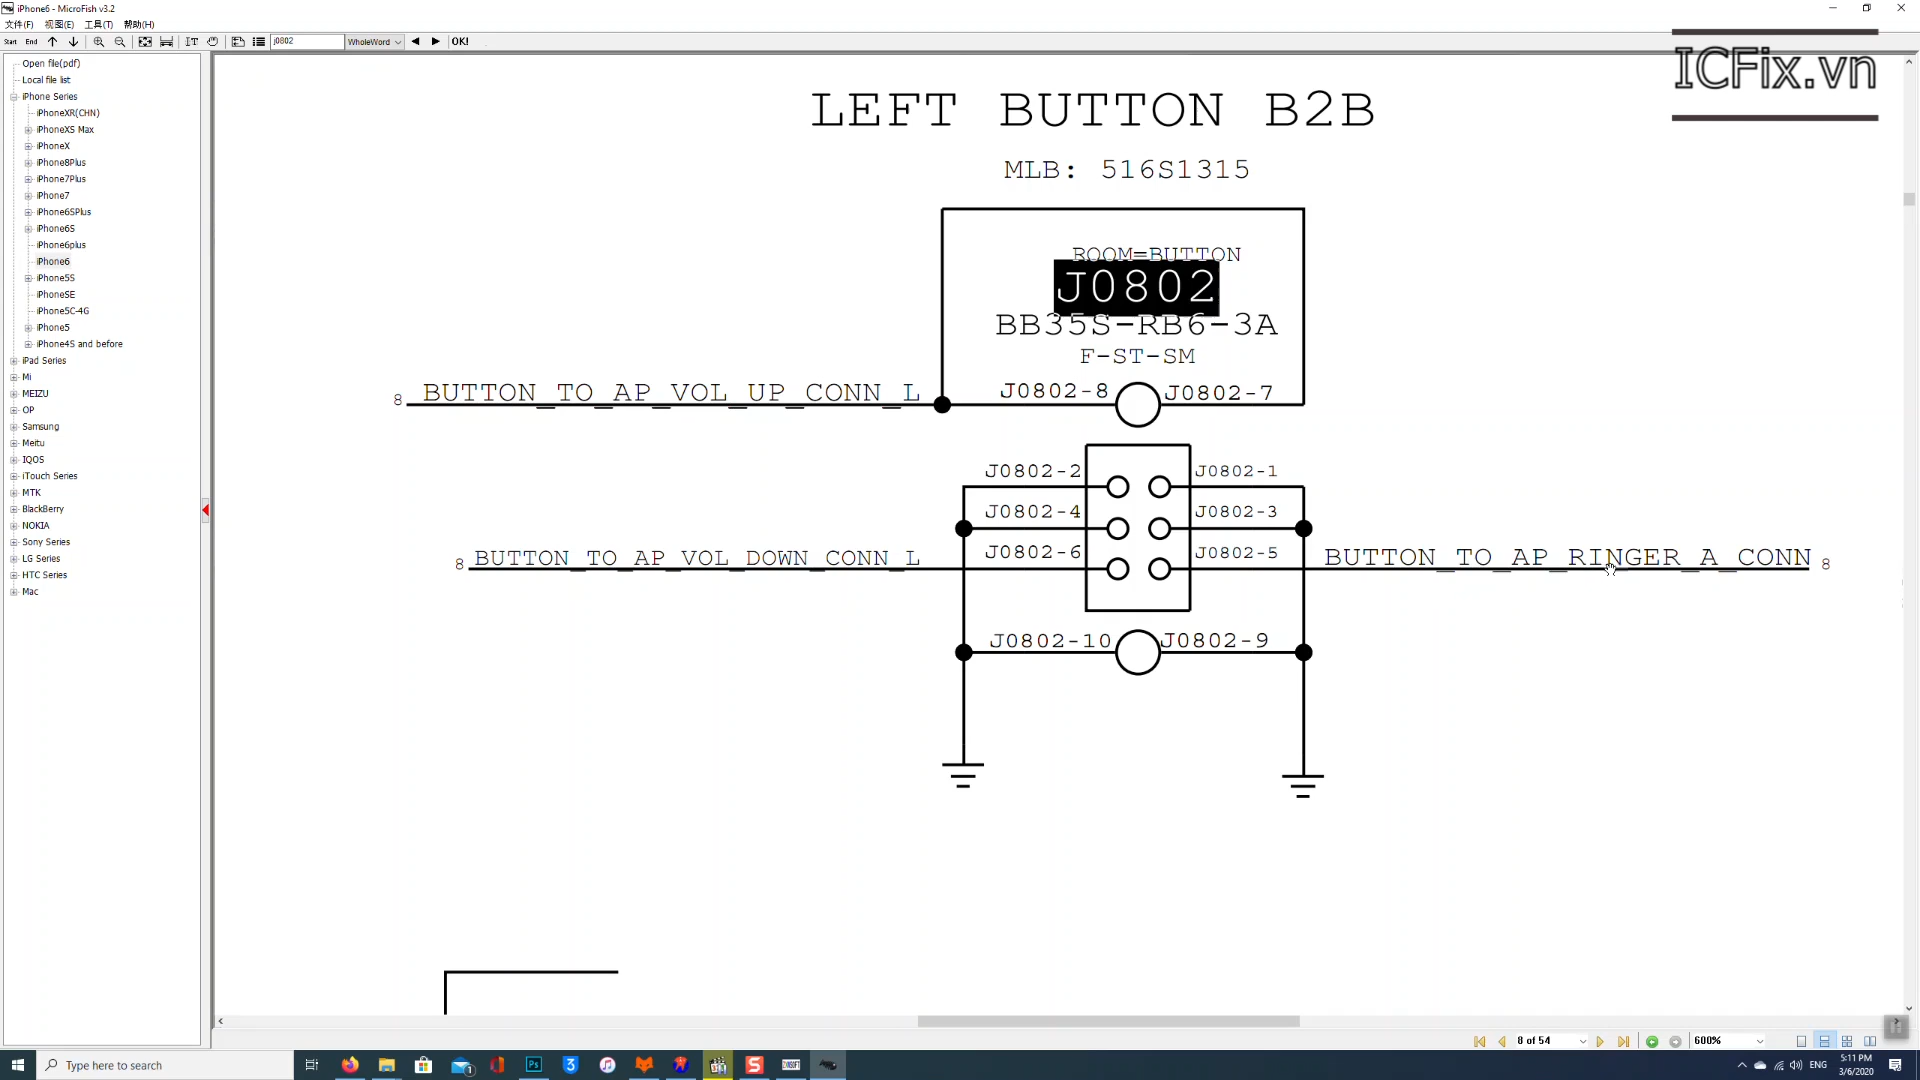 iPhone6 - MicroFish v3.2
文件(F) 视图(E) 工具(T) 帮助(H)
Start End IT j0802 WholeWord OK!
Open file(pdf)
Local file list
iPhone Series
iPhoneXR(CHN)
iPhoneXS Max
iPhoneX
iPhone8Plus
iPhone7Plus
iPhone7
iPhone6SPlus
iPhone6S
iPhone6plus
iPhone6
iPhone5S
iPhoneSE
iPhone5C-4G
iPhone5
iPhone4S and before
iPad Series
Mi
MEIZU
OP
Samsung
Meitu
IQOS
iTouch Series
MTK
BlackBerry
NOKIA
Sony Series
LG Series
HTC Series
Mac
ICFix.vn
LEFT BUTTON B2B
MLB: 516S1315
ROOM=BUTTON
J0802
BB35S-RB6-3A
F-ST-SM
8 BUTTON_TO_AP_VOL_UP_CONN_L J0802-8 J0802-7
J0802-2 J0802-1
J0802-4 J0802-3
8 BUTTON_TO_AP_VOL_DOWN_CONN_L J0802-6 J0802-5 BUTTON_TO_AP_RINGER_A_CONN 8
J0802-10 J0802-9
8 of 54 600%
Type here to search
ENG
5:11 PM
3/6/2020